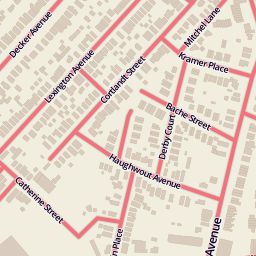 Decker Avenue
Lexington Avenue
Cortlandt Street
Mitchel Lane
Kramer Place
Bache Street
Derby Court
Haughwout Avenue
Catherine Street
Place
Avenue